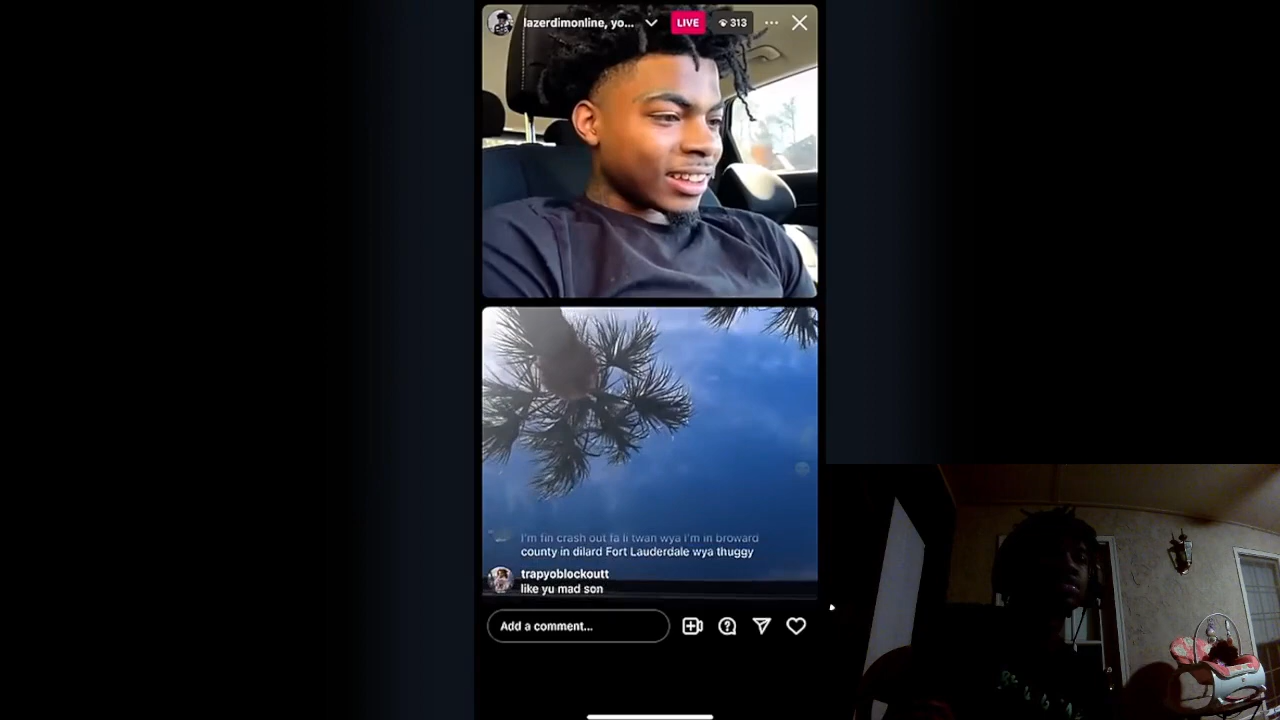 lazerdimonline, yo...
LIVE
313
I'm fin crash out fa li twan wya I'm in broward
county in dilard Fort Lauderdale wya thuggy
trapyoblockoutt
like yu mad son
Add a comment...